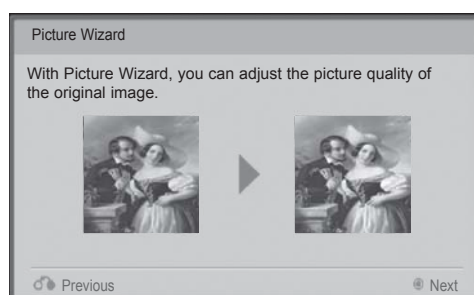 Picture Wizard
With Picture Wizard, you can adjust the picture quality of
the original image.
Previous
Next